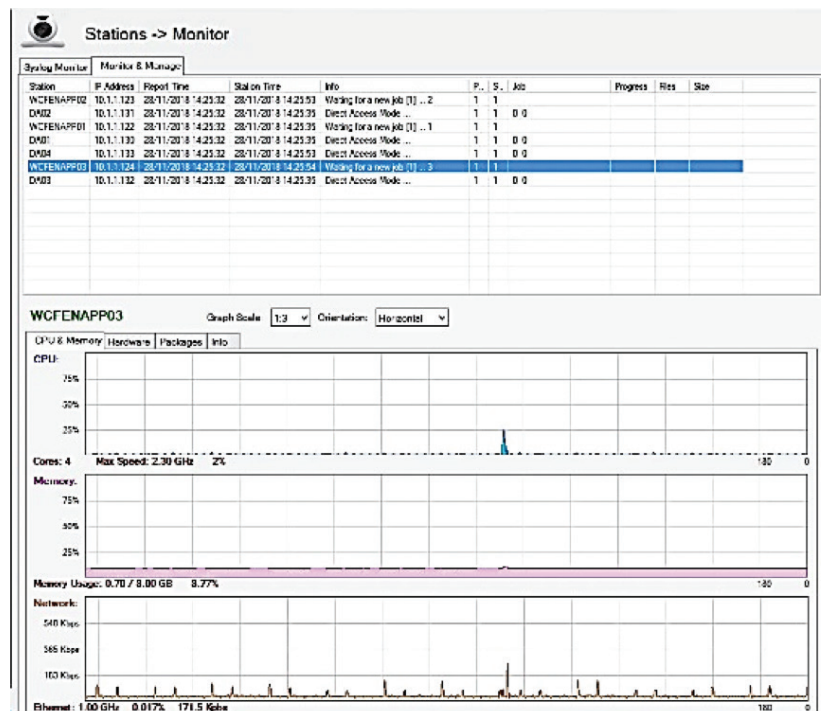 Stations -> Monitor
Syslog Monitor Monitor & Manage
Station IP Address Report Time Station Time Info P.. S.. Job Progress Files Size
WCFENAPP02 10.1.1.123 28/11/2018 14:25:32 28/11/2018 14:25:53 Waiting for a new job [1] ... 2 1 1
DA02 10.1.1.131 28/11/2018 14:25:32 28/11/2018 14:25:35 Direct Access Mode ... 1 1 0 0
WCFENAPP01 10.1.1.122 28/11/2018 14:25:32 28/11/2018 14:25:35 Waiting for a new job [1] ... 1 1 1
DA01 10.1.1.130 28/11/2018 14:25:32 28/11/2018 14:25:53 Direct Access Mode ... 1 1 0 0
DA04 10.1.1.133 28/11/2018 14:25:32 28/11/2018 14:25:53 Direct Access Mode ... 1 1 0 0
WCFENAPP03 10.1.1.124 28/11/2018 14:25:32 28/11/2018 14:25:54 Waiting for a new job [1] ... 3 1 1
DA03 10.1.1.132 28/11/2018 14:25:32 28/11/2018 14:25:35 Direct Access Mode ... 1 1 0 0
WCFENAPP03 Graph Scale 1:3 Orientation: Horizontal
CPU & Memory Hardware Packages Info
CPU:
75%
50%
25%
Cores: 4 Max Speed: 2.30 GHz 2% 180 0
Memory:
75%
50%
25%
Memory Usage: 0.70 / 8.00 GB 8.77% 180 0
Network:
548 Kbps
365 Kbps
183 Kbps
Ethernet: 1.00 GHz 0.017% 171.5 Kbps 180 0